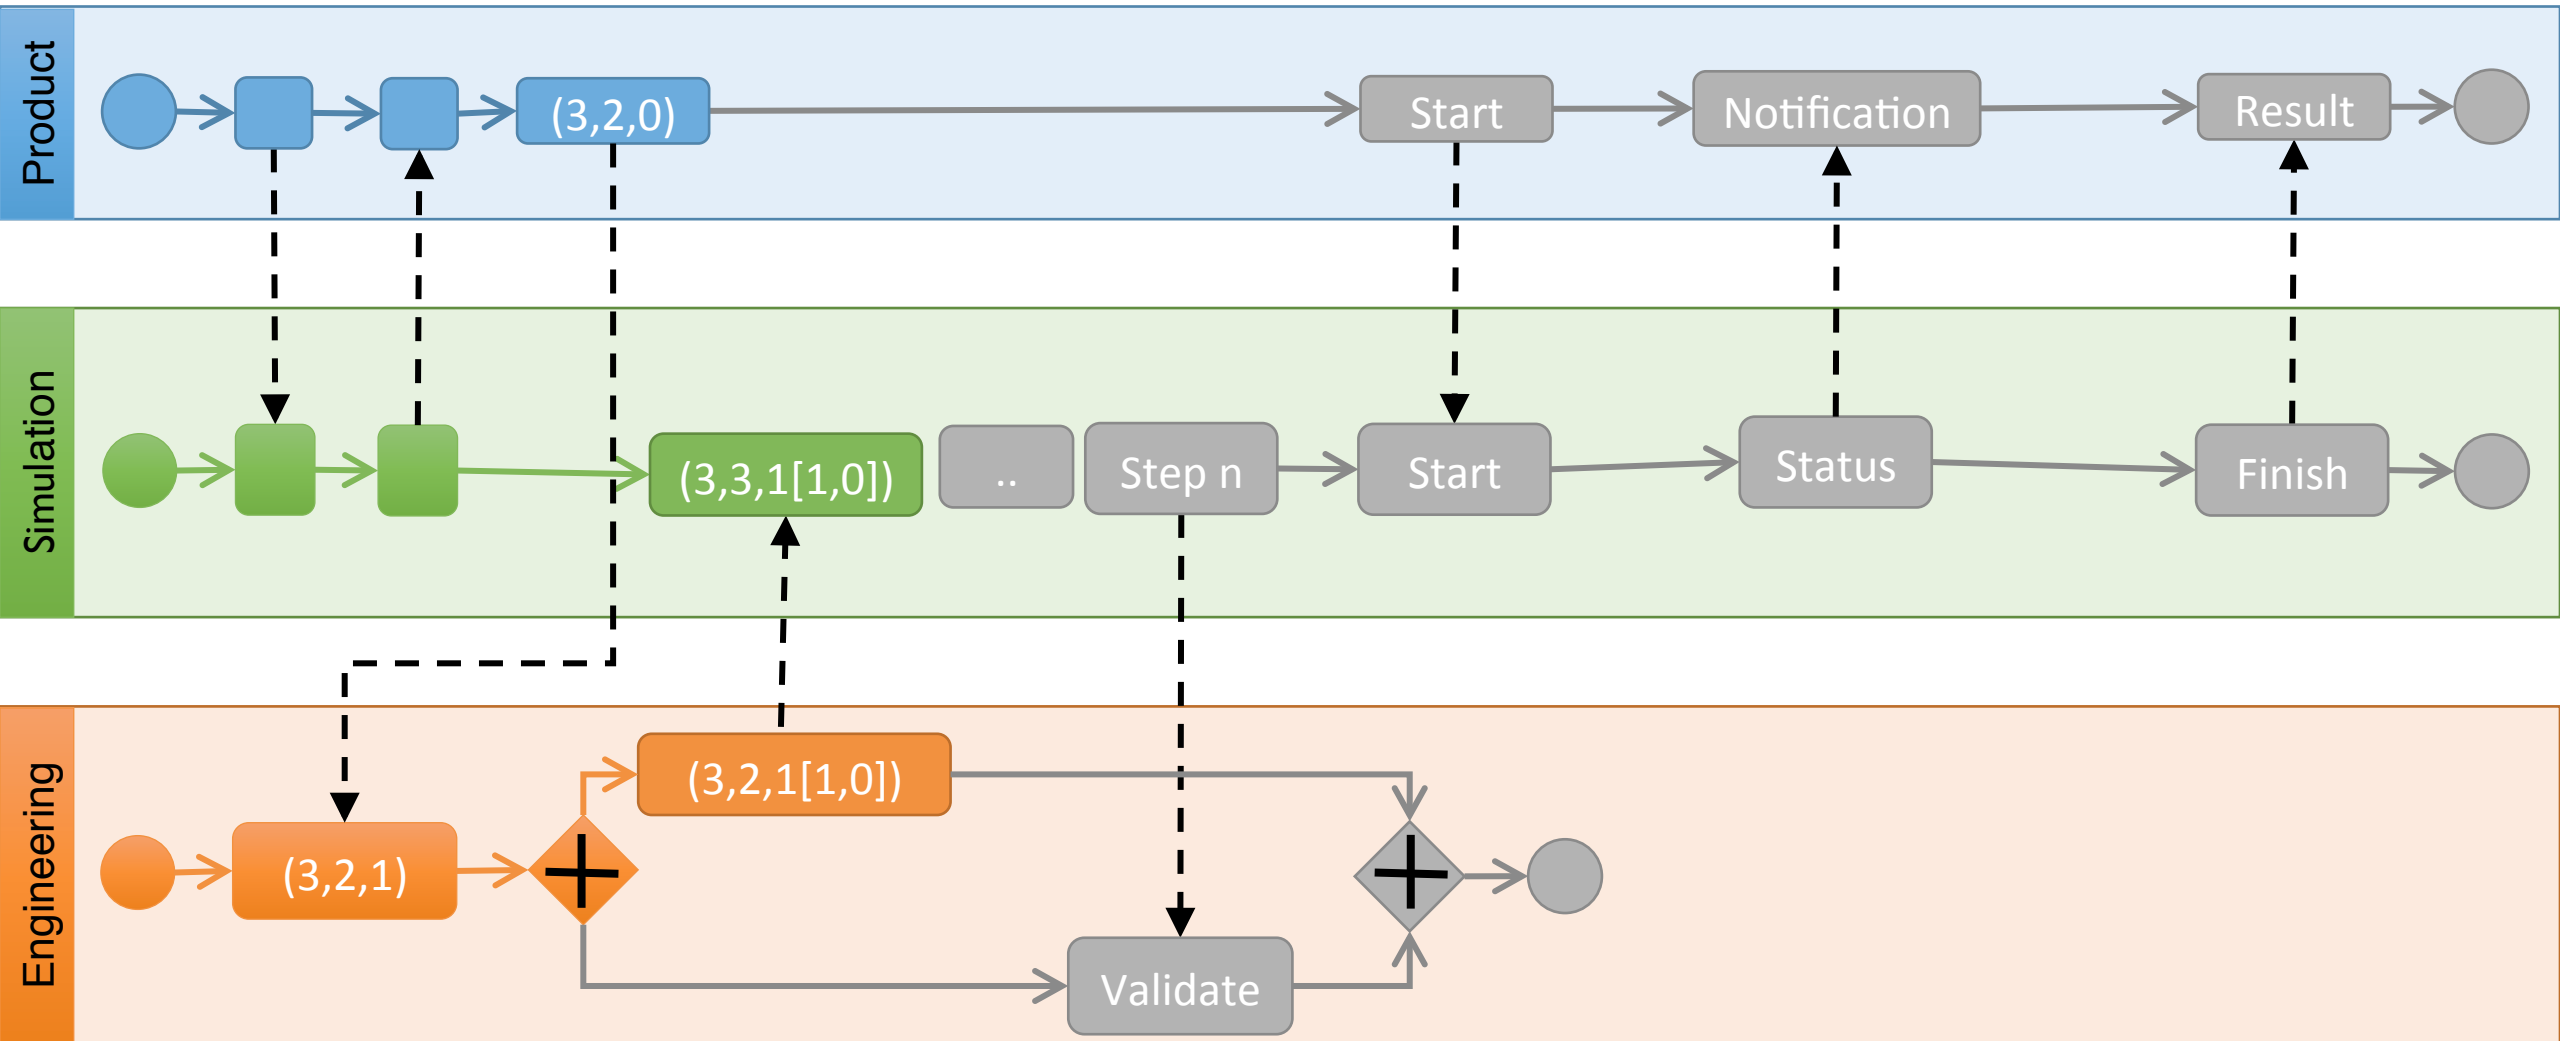 Product
(3,2,0)
Start
Notification
Result
Simulation
(3,3,1[1,0])
..
Step n
Start
Status
Finish
Engineering
(3,2,1)
(3,2,1[1,0])
Validate